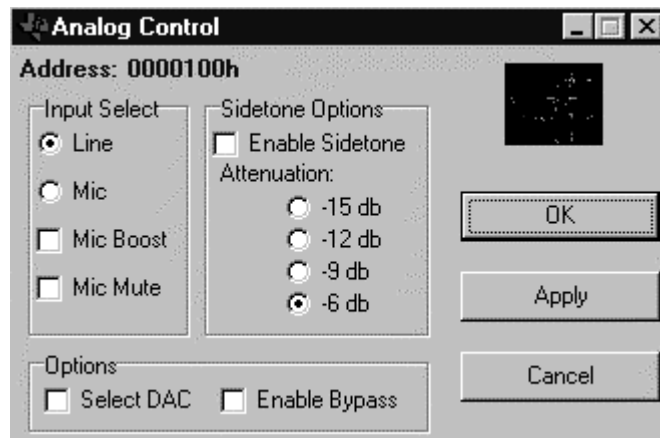 Analog Control
Address: 0000100h
Input Select
Line
Mic
Mic Boost
Mic Mute
Sidetone Options
Enable Sidetone
Attenuation:
-15 db
-12 db
-9 db
-6 db
OK
Apply
Cancel
Options
Select DAC
Enable Bypass